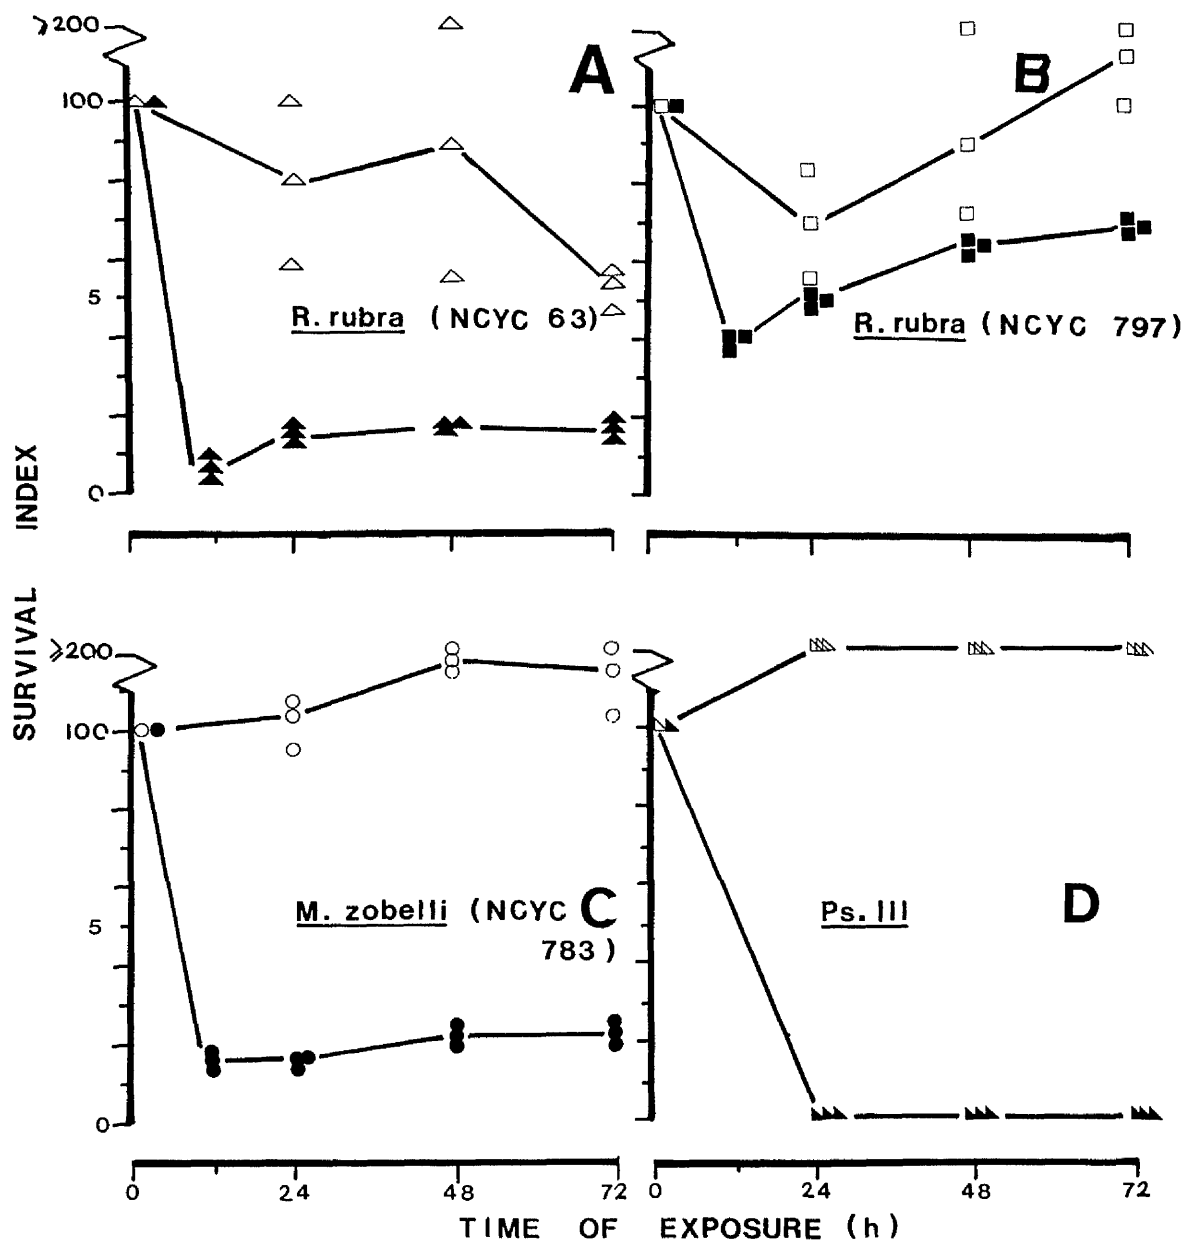 ⩾200
A
B
100
5
R. rubra (NCYC 63)
R. rubra (NCYC 797)
0
SURVIVAL INDEX
⩾200
100
M. zobelli (NCYC 783)
C
Ps. III
D
5
0
0 24 48 72
0 24 48 72
TIME OF EXPOSURE (h)